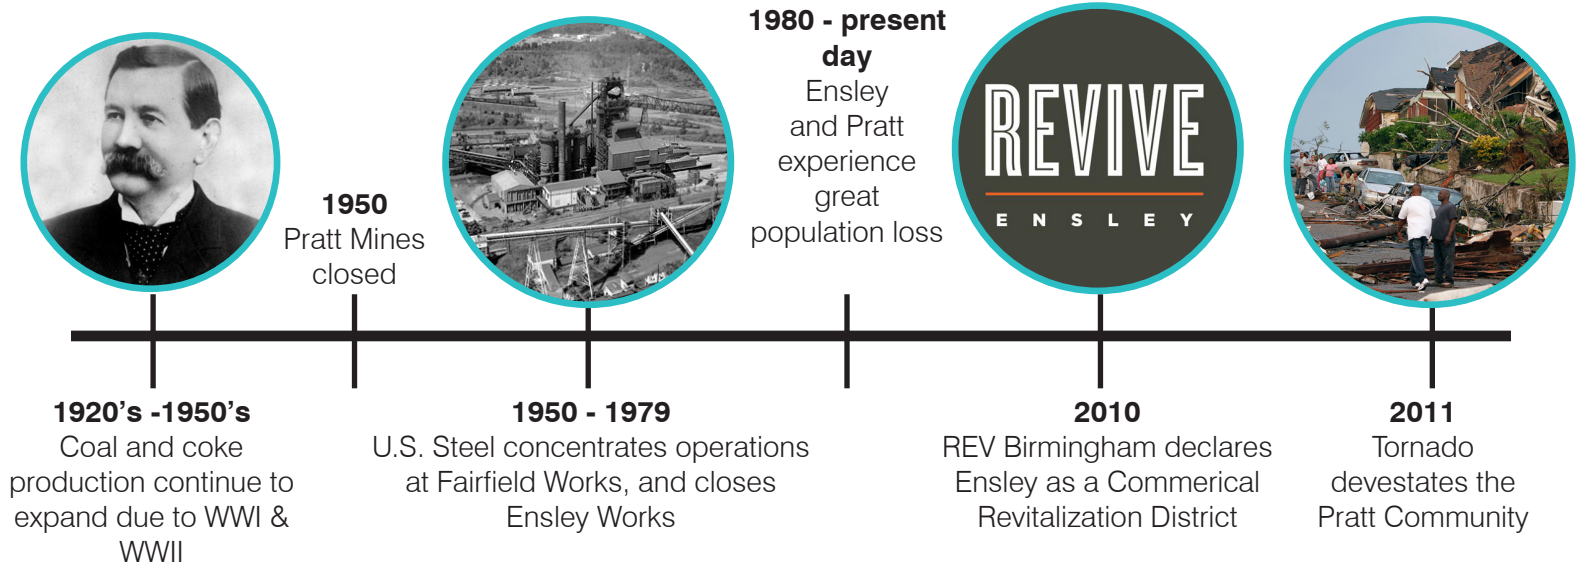 1920’s -1950’s
Coal and coke
production continue to
expand due to WWI &
WWII
1950
Pratt Mines
closed
1950 - 1979
U.S. Steel concentrates operations
at Fairfield Works, and closes
Ensley Works
1980 - present
day
Ensley
and Pratt
experience
great
population loss
REVIVE
ENSLEY
2010
REV Birmingham declares
Ensley as a Commerical
Revitalization District
2011
Tornado
devestates the
Pratt Community